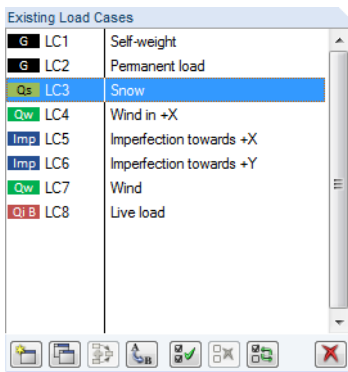 Existing Load Cases
G LC1 Self-weight
G LC2 Permanent load
Qs LC3 Snow
Qw LC4 Wind in +X
Imp LC5 Imperfection towards +X
Imp LC6 Imperfection towards +Y
Qw LC7 Wind
Qi B LC8 Live load
A B